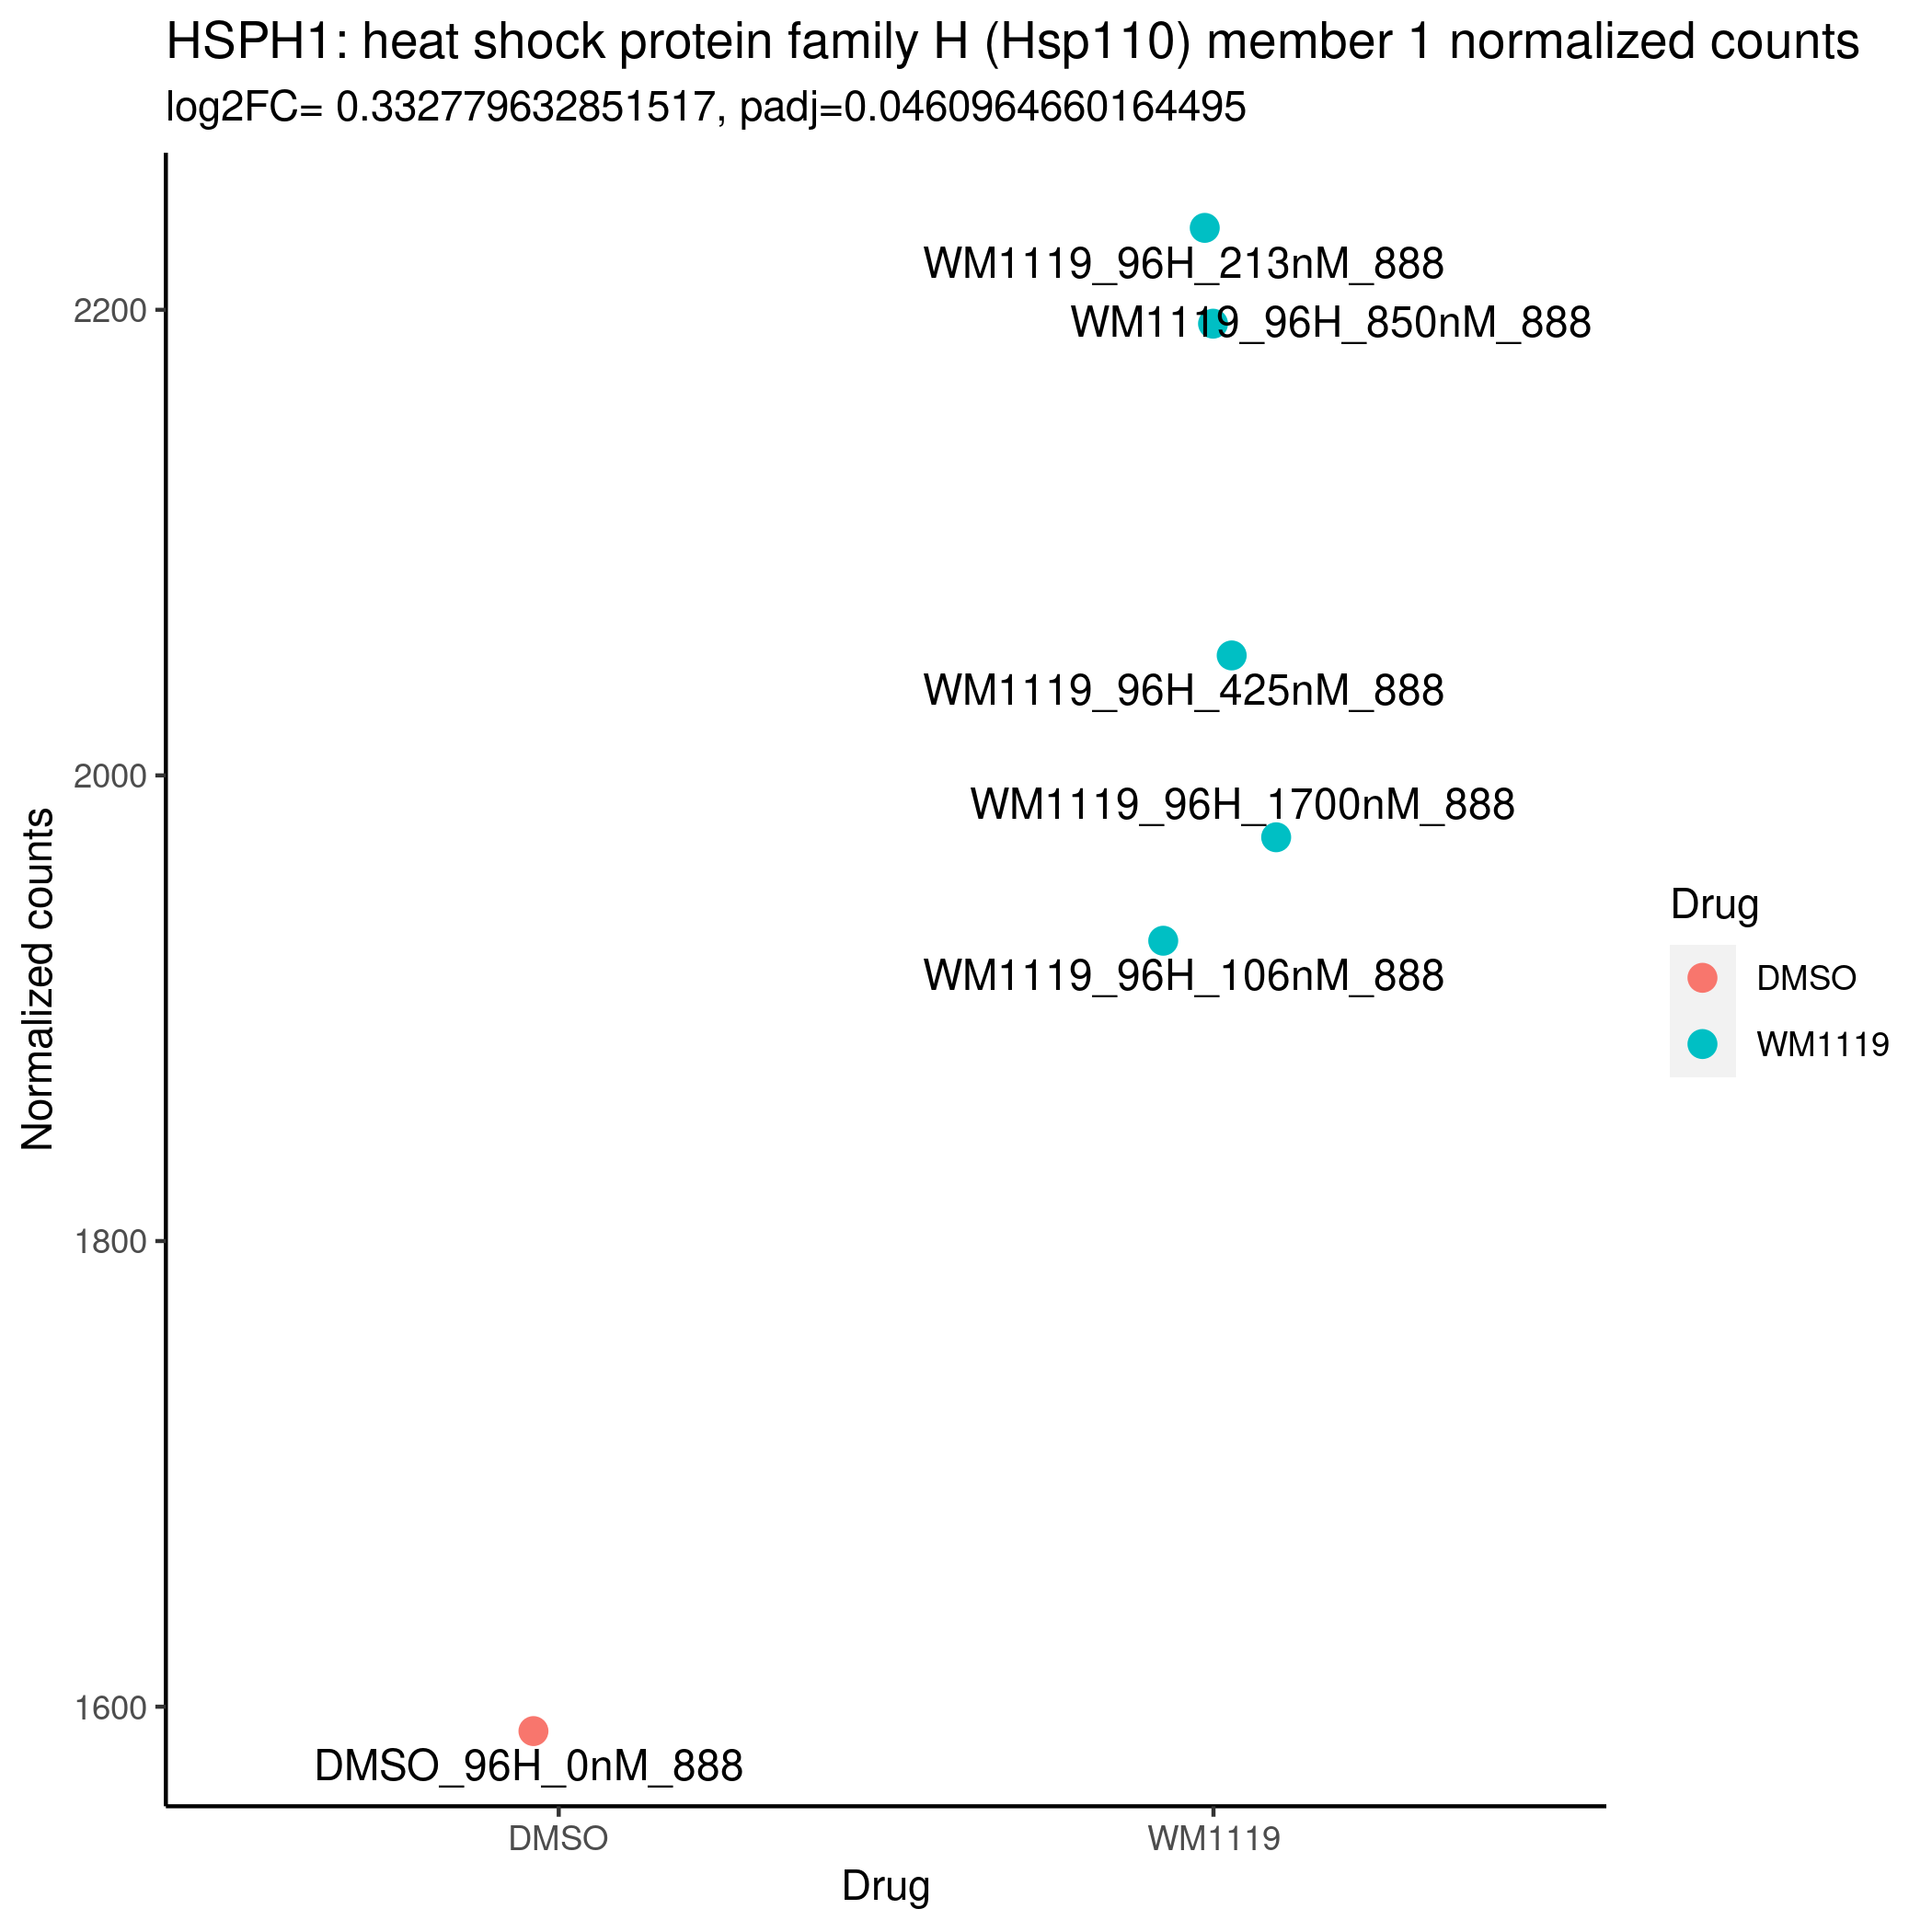 HSPH1: heat shock protein family H (Hsp110) member 1 normalized counts
log2FC= 0.332779632851517, padj=0.0460964660164495
WM1119_96H_213nM_888
2200
WM1119_96H_850nM_888
WM1119_96H_425nM_888
2000
WM1119_96H_1700nM_888
WM1119_96H_106nM_888
Normalized counts
Drug
DMSO
WM1119
1800
1600
DMSO_96H_0nM_888
DMSO
WM1119
Drug